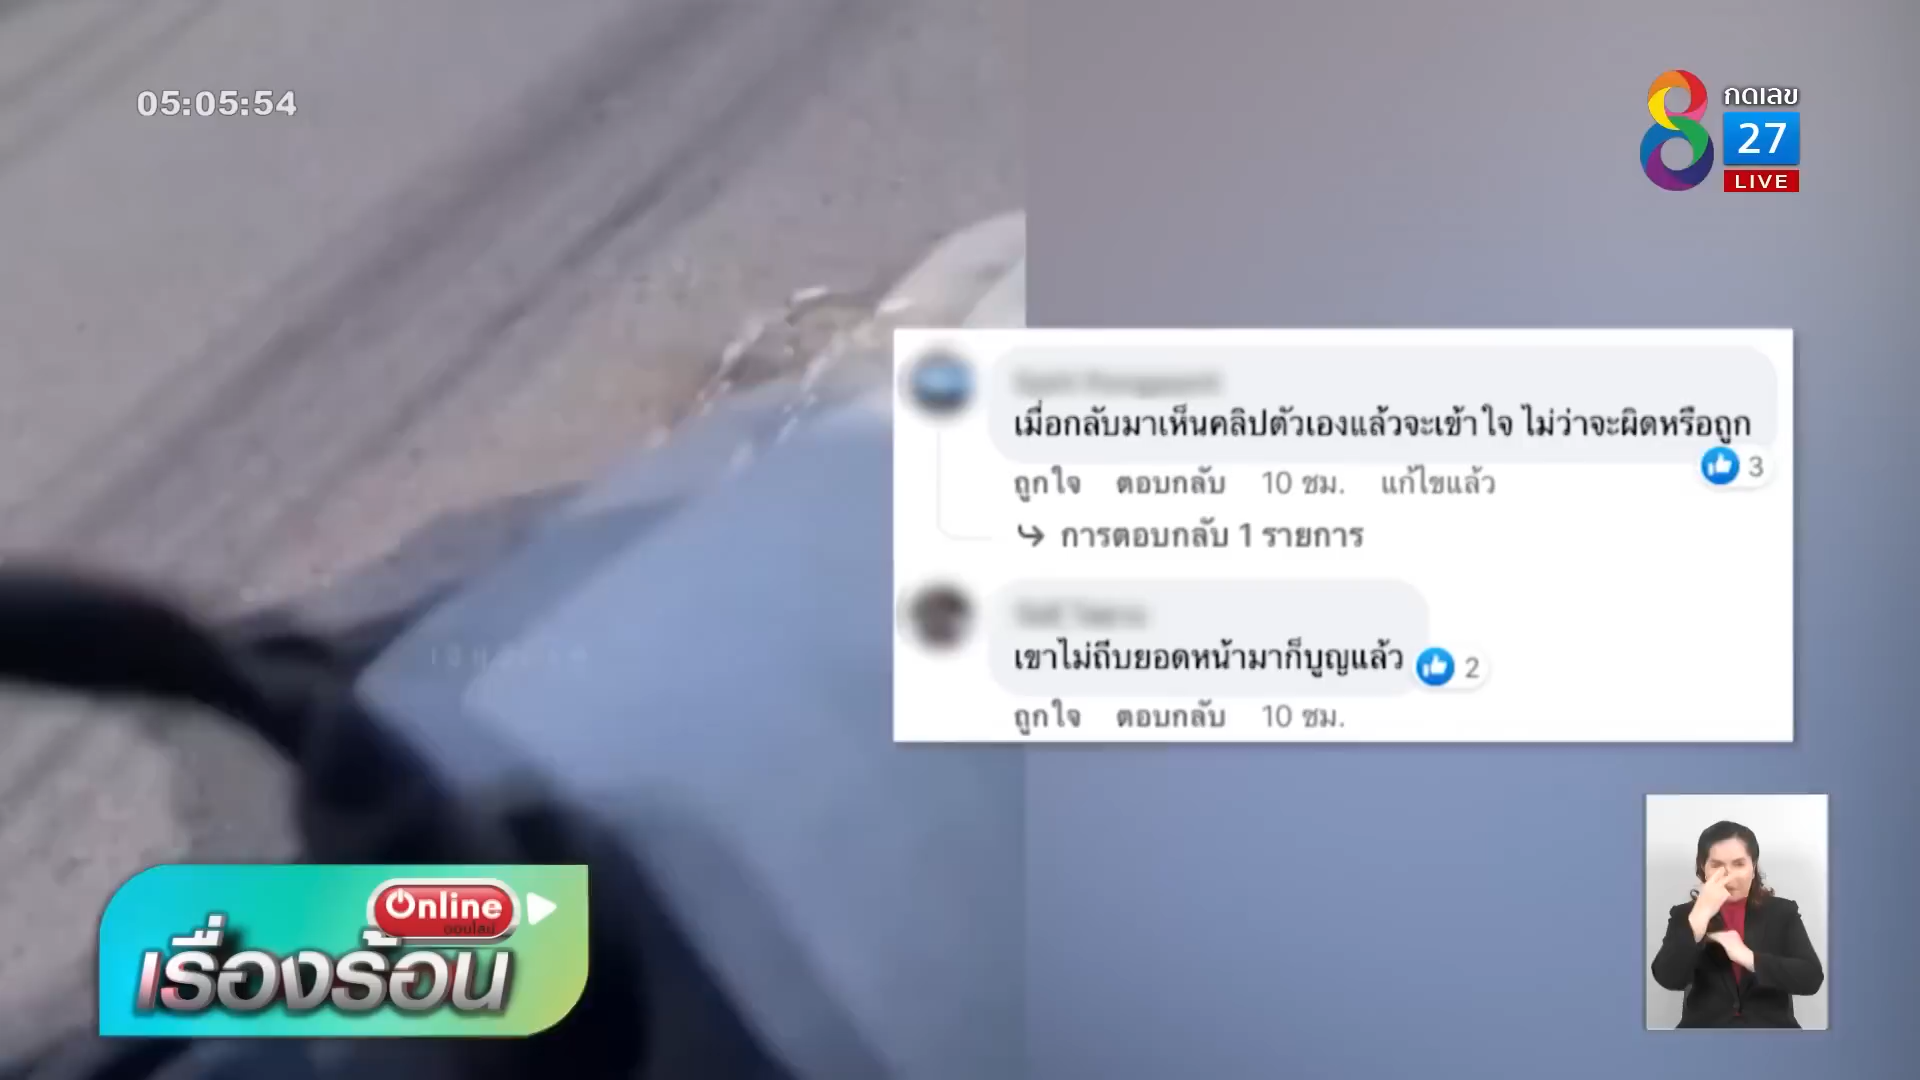 05:05:54
กดเลข
27
LIVE
เมื่อกลับมาเห็นคลิปตัวเองแล้วจะเข้าใจ ไม่ว่าจะผิดหรือถูก
3
ถูกใจ ตอบกลับ 10 ชม. แก้ไขแล้ว
การตอบกลับ 1 รายการ
เขาไม่ถีบยอดหน้ามาก็บูญแล้ว
2
ถูกใจ ตอบกลับ 10 ชม.
Online
ออนไลน์
เรื่องร้อน